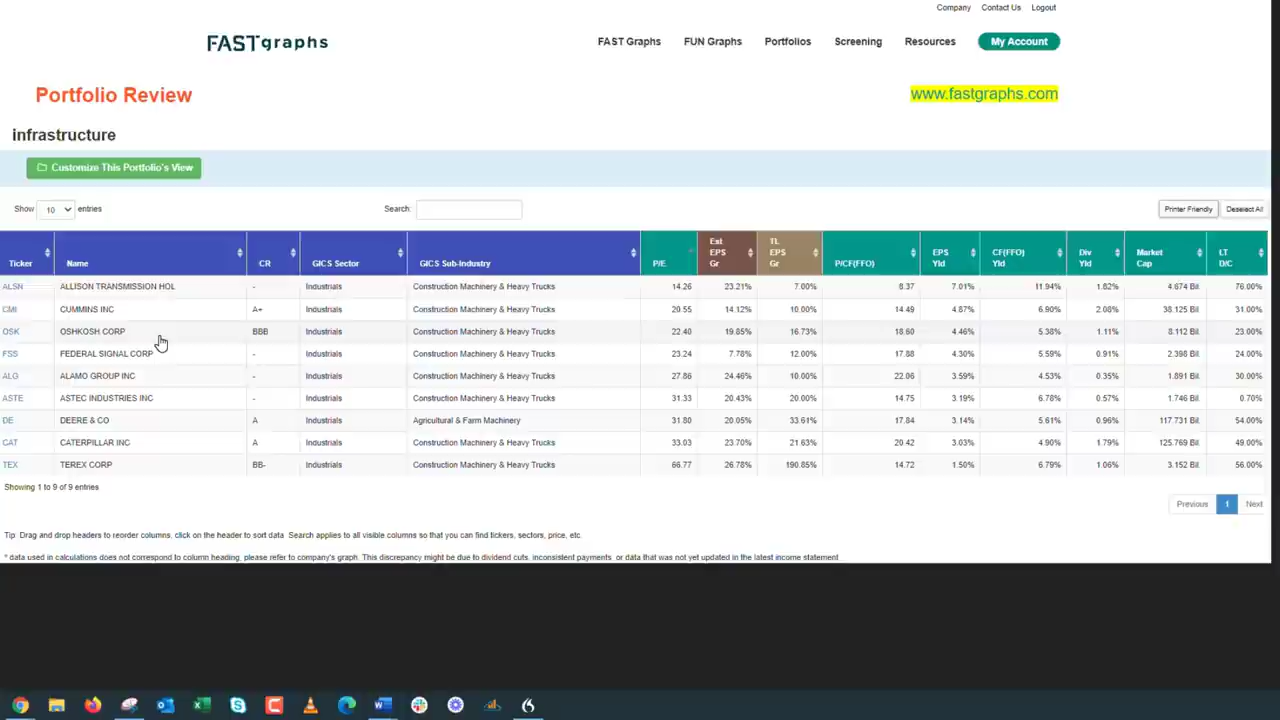 Company Contact Us Logout
FASTgraphs FAST Graphs FUN Graphs Portfolios Screening Resources My Account
Portfolio Review www.fastgraphs.com
infrastructure
Customize This Portfolio's View
Show 10 entries Search: Printer Friendly Deselect All
Ticker Name CR GICS Sector GICS Sub-Industry P/E Est EPS Gr TL EPS Gr P/CF(FFO) EPS Yld CF(FFO) Yld Div Yld Market Cap LT D/C
ALSN ALLISON TRANSMISSION HOL - Industrials Construction Machinery & Heavy Trucks 14.26 23.21% 7.00% 8.37 7.01% 11.94% 1.82% 4.874 Bil 76.00%
CMI CUMMINS INC A+ Industrials Construction Machinery & Heavy Trucks 20.55 14.12% 10.00% 14.49 4.87% 6.90% 2.08% 38.125 Bil 31.00%
OSK OSHKOSH CORP BBB Industrials Construction Machinery & Heavy Trucks 22.40 19.85% 16.73% 18.60 4.46% 5.38% 1.11% 8.112 Bil 23.00%
FSS FEDERAL SIGNAL CORP - Industrials Construction Machinery & Heavy Trucks 23.24 7.78% 12.00% 17.88 4.30% 5.59% 0.91% 2.398 Bil 24.00%
ALG ALAMO GROUP INC - Industrials Construction Machinery & Heavy Trucks 27.86 24.46% 10.00% 22.06 3.59% 4.53% 0.35% 1.891 Bil 30.00%
ASTE ASTEC INDUSTRIES INC - Industrials Construction Machinery & Heavy Trucks 31.33 20.43% 20.00% 14.75 3.19% 6.78% 0.57% 1.746 Bil 0.70%
DE DEERE & CO A Industrials Agricultural & Farm Machinery 31.80 20.05% 33.61% 17.84 3.14% 5.61% 0.96% 117.731 Bil 54.00%
CAT CATERPILLAR INC A Industrials Construction Machinery & Heavy Trucks 33.03 23.70% 21.63% 20.42 3.03% 4.90% 1.79% 125.769 Bil 49.00%
TEX TEREX CORP BB- Industrials Construction Machinery & Heavy Trucks 66.77 26.78% 190.85% 14.72 1.50% 6.79% 1.06% 3.152 Bil 56.00%
Showing 1 to 9 of 9 entries
Previous 1 Next
Tip: Drag and drop headers to reorder columns, click on the header to sort data. Search applies to all visible columns so that you can find tickers, sectors, price, etc.
* data used in calculations does not correspond to column heading, please refer to company's graph. This discrepancy might be due to dividend cuts, inconsistent payments, or data that was not yet updated in the latest income statement